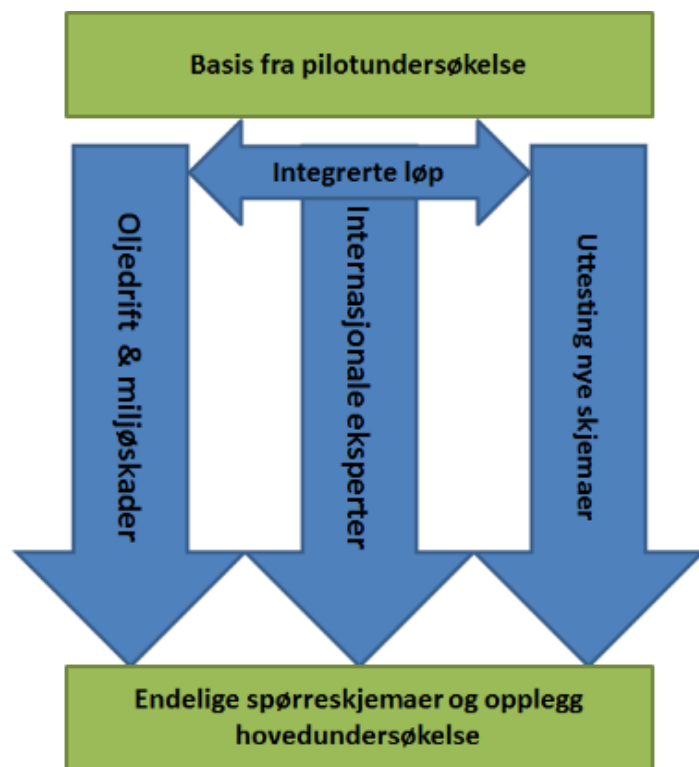 Basis fra pilotundersøkelse
Integrerte løp
Oljedrift & miljøskader
Internasjonale eksperter
Uttesting nye skjemaer
Endelige spørreskjemaer og opplegg
hovedundersøkelse